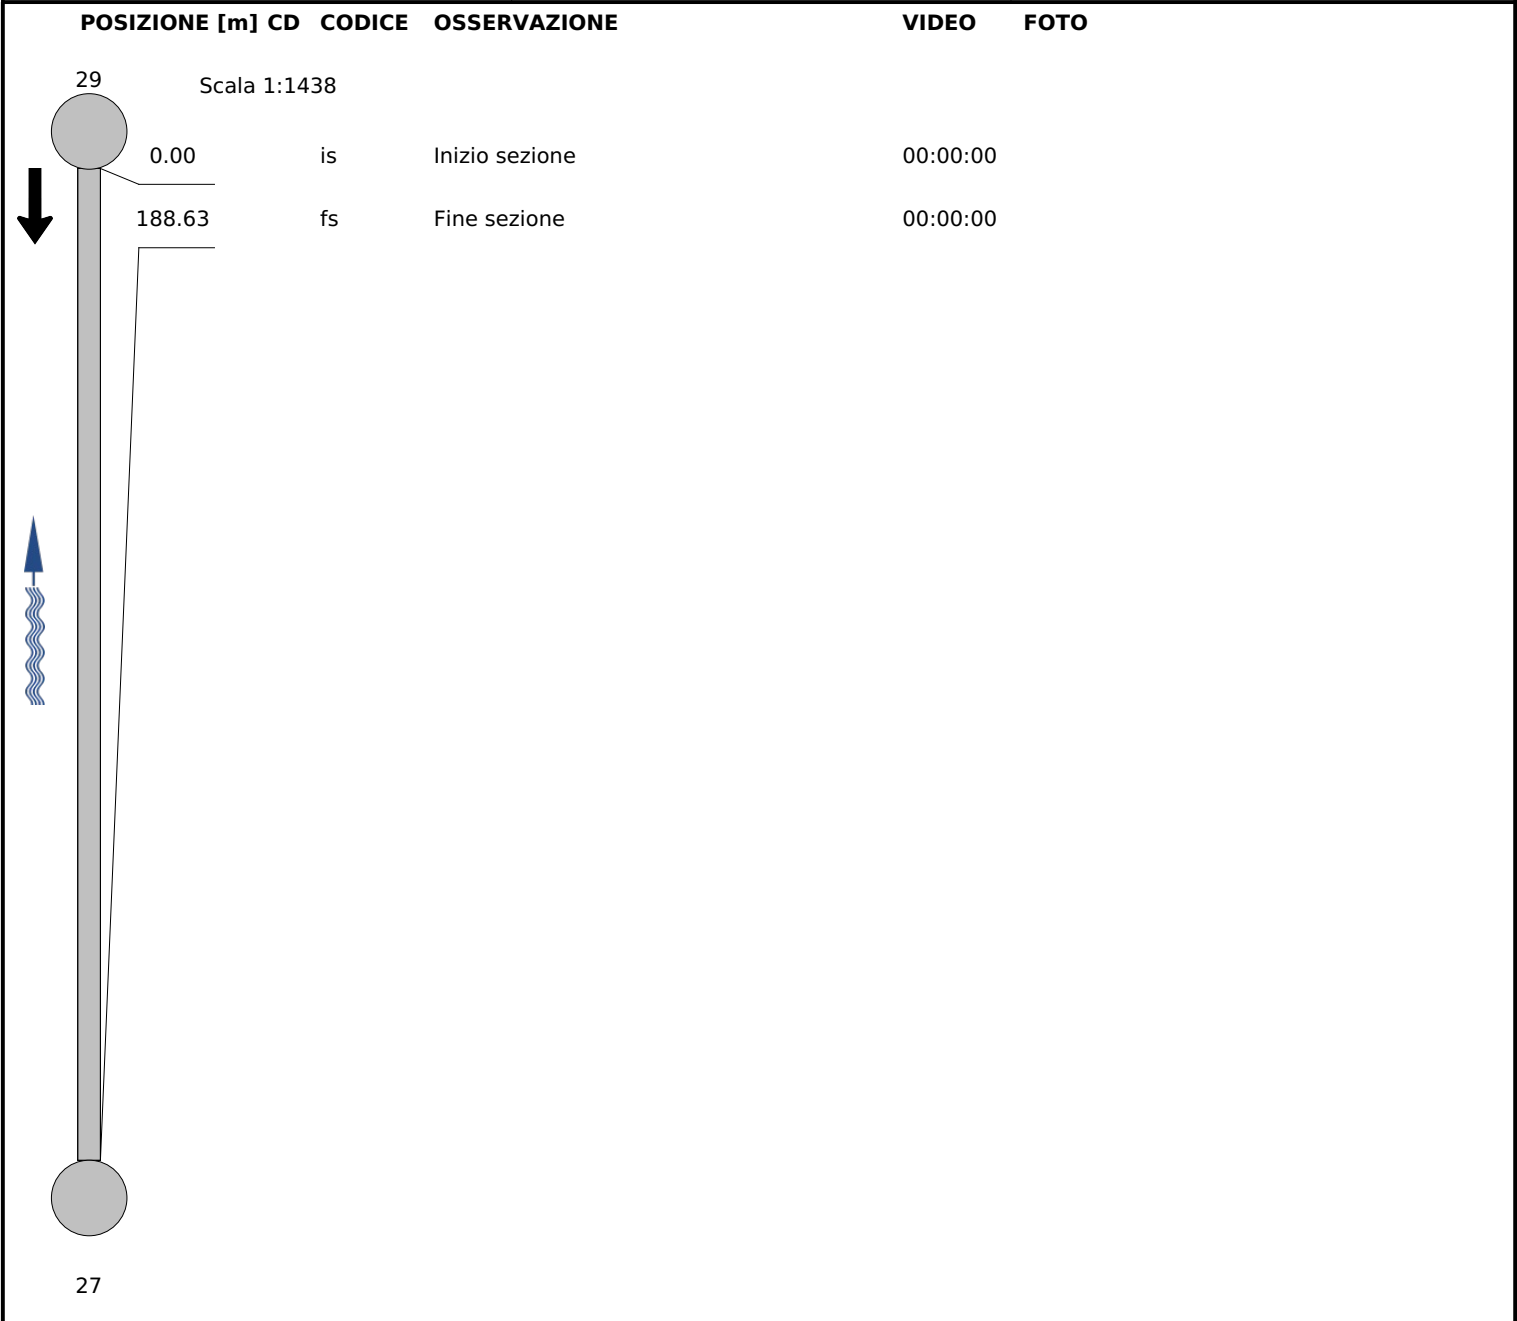 POSIZIONE [m] CD CODICE OSSERVAZIONE VIDEO FOTO
29
Scala 1:1438
0.00 is Inizio sezione 00:00:00
188.63 fs Fine sezione 00:00:00
27